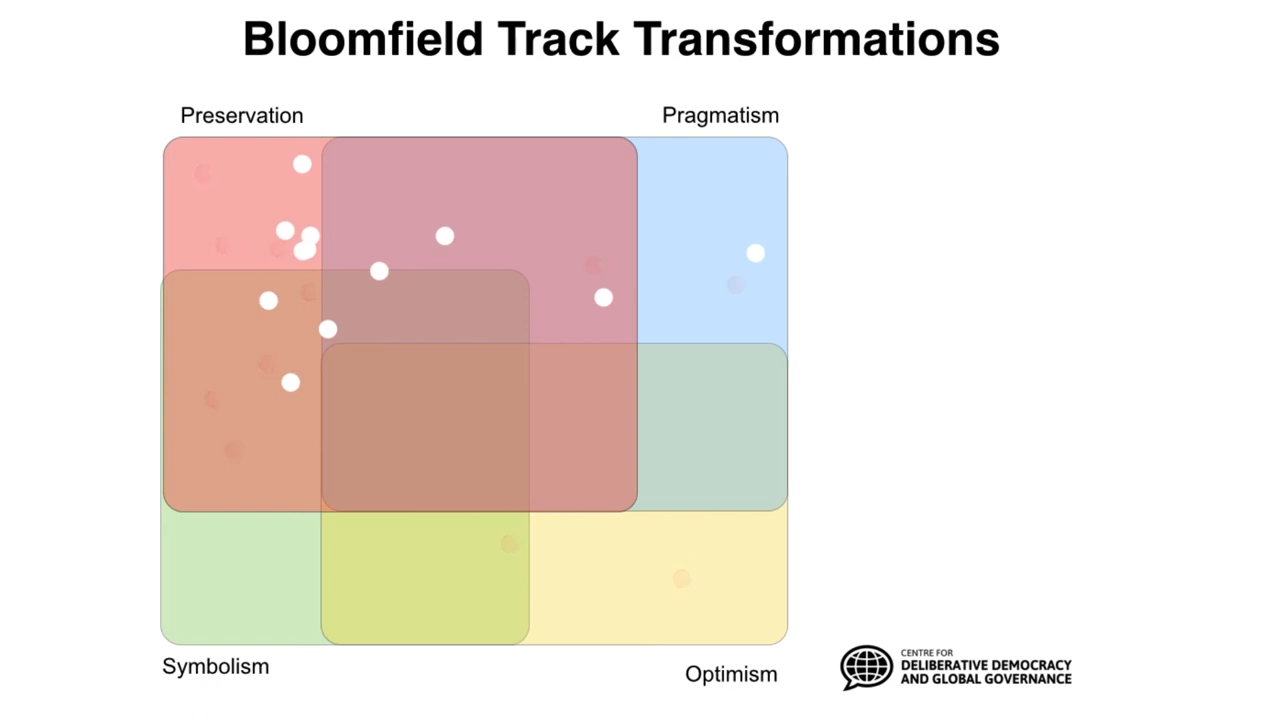 Bloomfield Track Transformations
Preservation
Pragmatism
Symbolism
Optimism
CENTRE FOR
DELIBERATIVE DEMOCRACY
AND GLOBAL GOVERNANCE